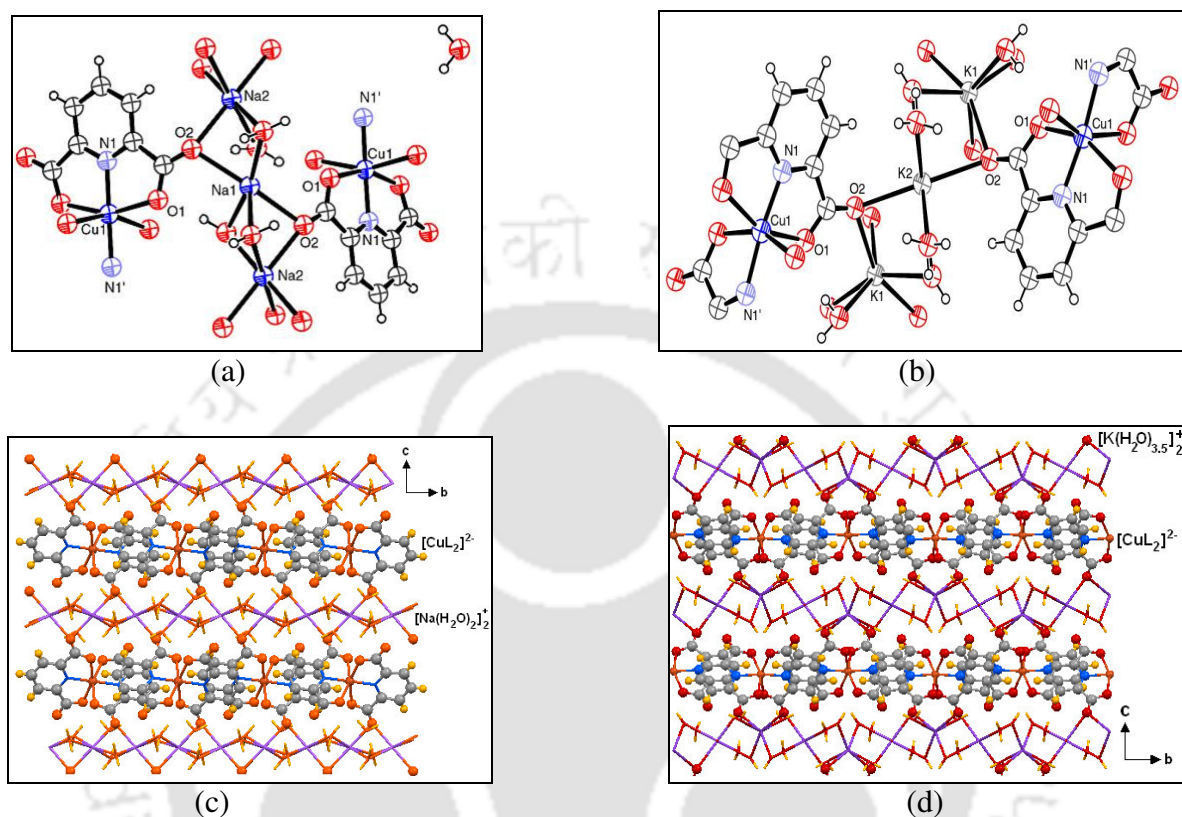 Na2
N1'
N1
O2
Cu1
Na1
O1
O1
Cu1
O2
N1
N1'
Na2
(a)
K1
N1'
O1
Cu1
N1
O2
K2
O2
N1
Cu1
O1
K1
N1'
(b)
c
b
[CuL2]2-
[Na(H2O)2]2+
(c)
[K(H2O)3.5]2+
[CuL2]2-
c
b
(d)